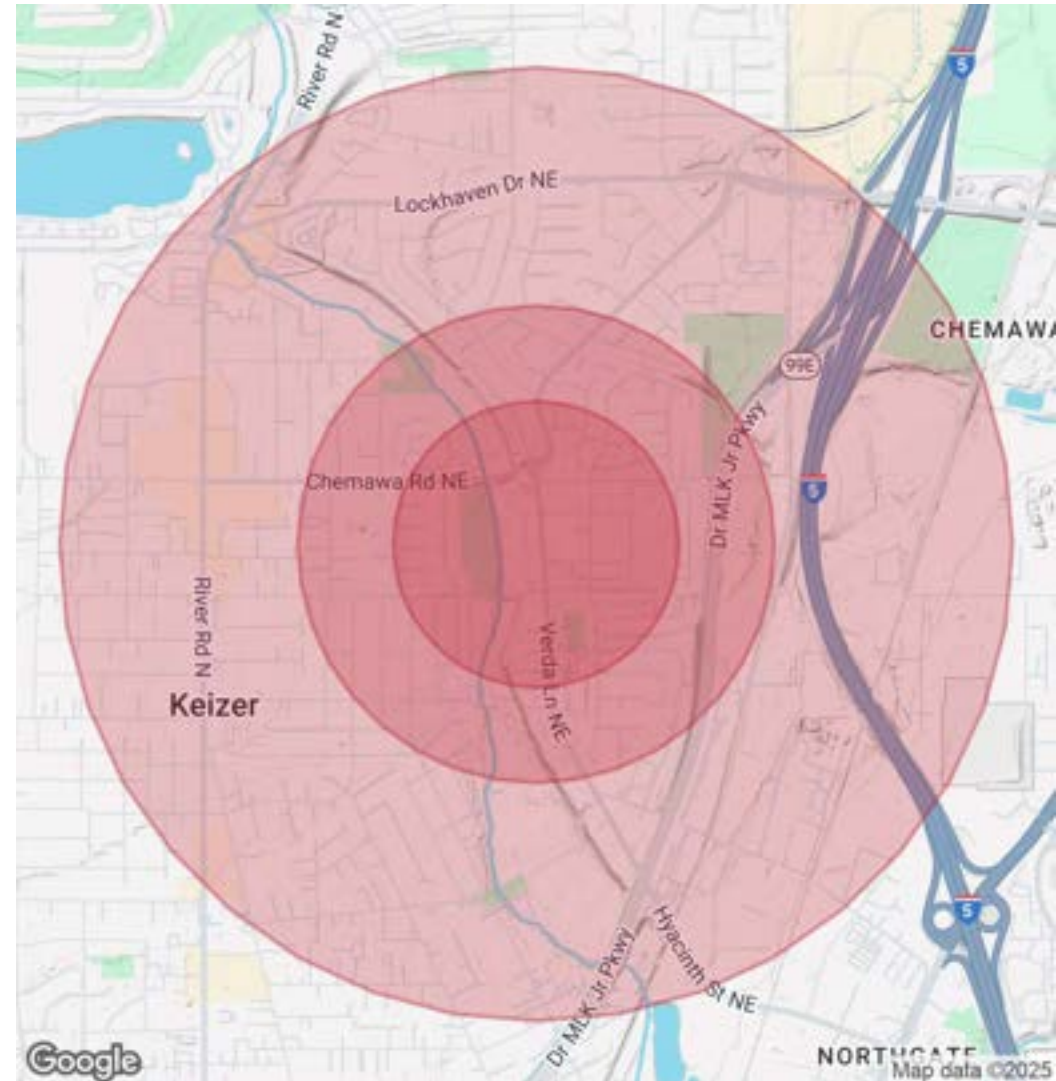 River Rd N
5
Lockhaven Dr NE
CHEMAWA
99E
Chemawa Rd NE
5
Dr MLK Jr Pkwy
River Rd N
Verda Ln NE
Keizer
5
Hyacinth St NE
Dr MLK Jr Pkwy
NORTHGATE
Google
Map data ©2025